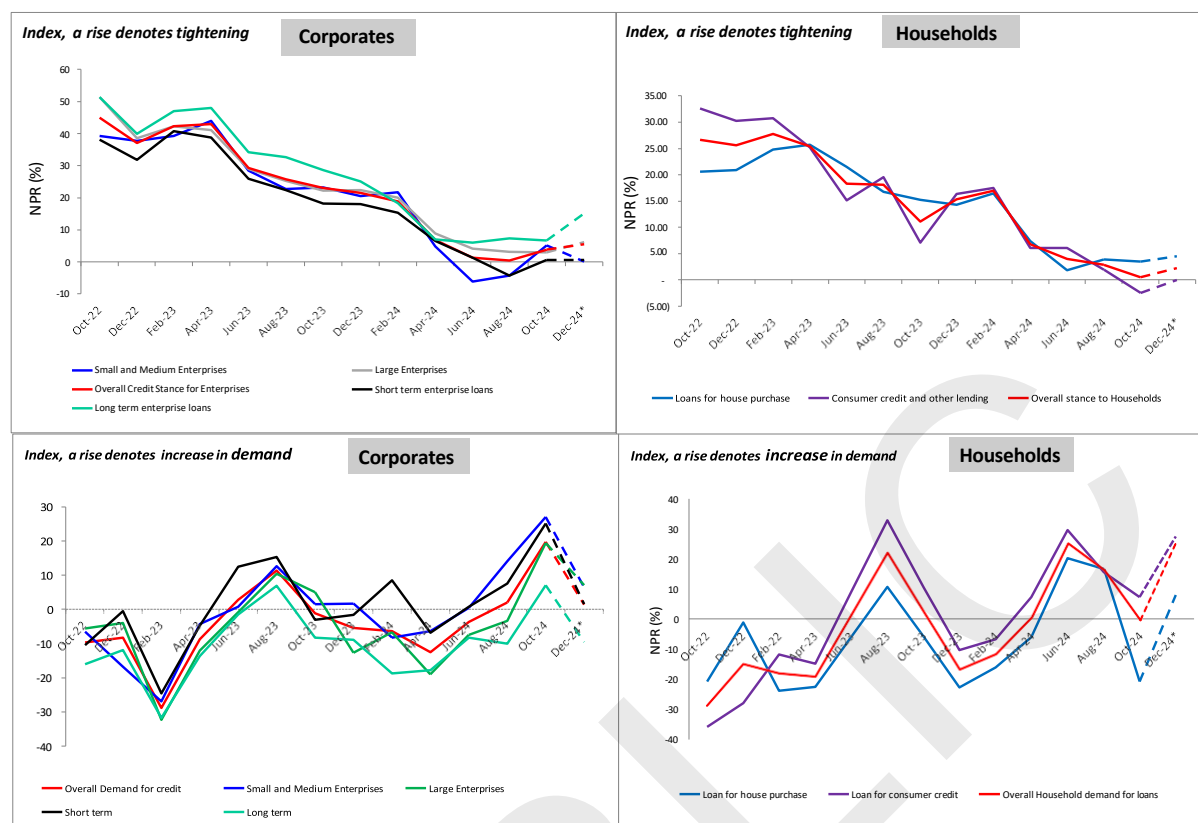 Index, a rise denotes tightening
Corporates
NPR (%)
60
50
40
30
20
10
0
-10
Oct-22
Dec-22
Feb-23
Apr-23
Jun-23
Aug-23
Oct-23
Dec-23
Feb-24
Apr-24
Jun-24
Aug-24
Oct-24
Dec-24*
Small and Medium Enterprises
Large Enterprises
Overall Credit Stance for Enterprises
Short term enterprise loans
Long term enterprise loans
Index, a rise denotes tightening
Households
NPR (%)
35.00
30.00
25.00
20.00
15.00
10.00
5.00
-
(5.00)
Oct-22
Dec-22
Feb-23
Apr-23
Jun-23
Aug-23
Oct-23
Dec-23
Feb-24
Apr-24
Jun-24
Aug-24
Oct-24
Dec-24*
Loans for house purchase
Consumer credit and other lending
Overall stance to Households
Index, a rise denotes increase in demand
Corporates
30
20
10
0
-10
-20
-30
-40
Oct-22
Dec-22
Feb-23
Apr-23
Jun-23
Aug-23
Oct-23
Dec-23
Feb-24
Apr-24
Jun-24
Aug-24
Oct-24
Dec-24*
Overall Demand for credit
Small and Medium Enterprises
Large Enterprises
Short term
Long term
Index, a rise denotes increase in demand
Households
NPR (%)
40
30
20
10
0
-10
-20
-30
-40
Oct-22
Dec-22
Feb-23
Apr-23
Jun-23
Aug-23
Oct-23
Dec-23
Feb-24
Apr-24
Jun-24
Aug-24
Oct-24
Dec-24*
Loan for house purchase
Loan for consumer credit
Overall Household demand for loans